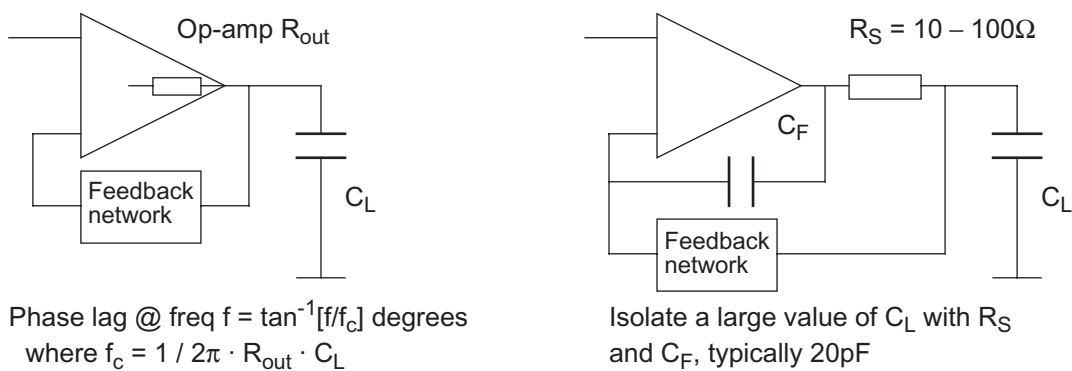 Op-amp R_out
Feedback
network
C_L
Phase lag @ freq f = tan⁻¹[f/f_c] degrees
where f_c = 1 / 2π · R_out · C_L
R_S = 10 – 100Ω
C_F
C_L
Feedback
network
Isolate a large value of C_L with R_S
and C_F, typically 20pF